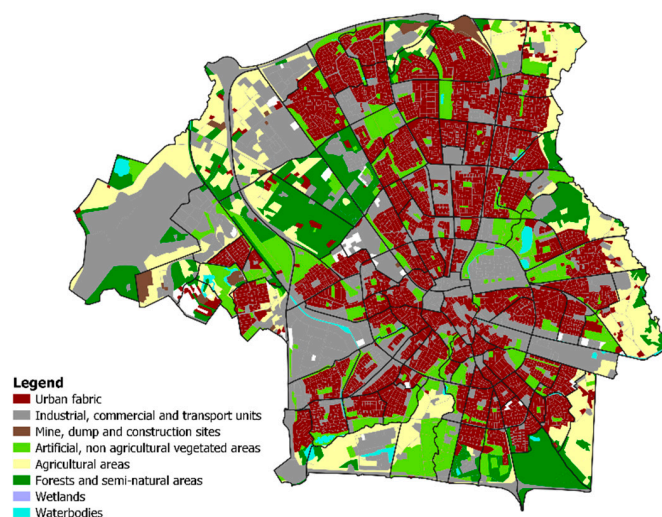 Legend
Urban fabric
Industrial, commercial and transport units
Mine, dump and construction sites
Artificial, non agricultural vegetated areas
Agricultural areas
Forests and semi-natural areas
Wetlands
Waterbodies